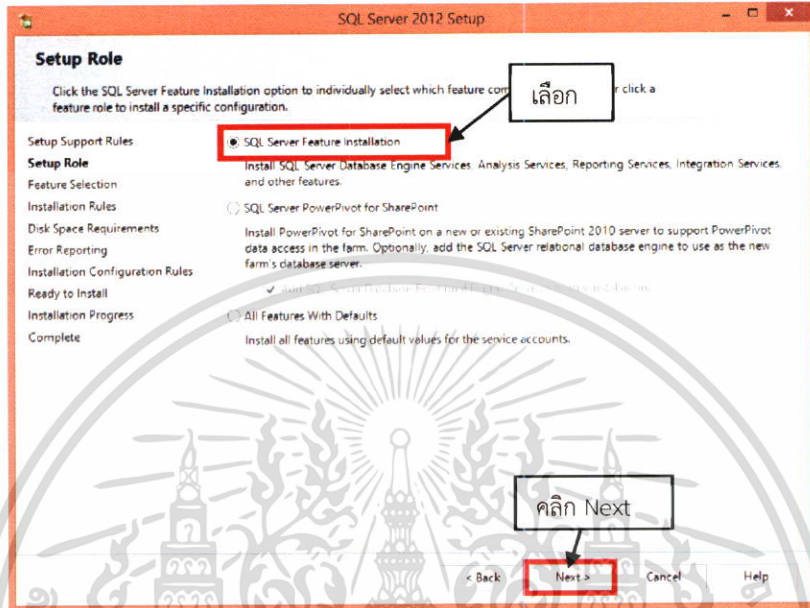 SQL Server 2012 Setup
Setup Role
Click the SQL Server Feature Installation option to individually select which feature com r click a
feature role to install a specific configuration.
เลือก
Setup Support Rules
Setup Role
Feature Selection
Installation Rules
Disk Space Requirements
Error Reporting
Installation Configuration Rules
Ready to Install
Installation Progress
Complete
SQL Server Feature Installation
Install SQL Server Database Engine Services, Analysis Services, Reporting Services, Integration Services,
and other features.
SQL Server PowerPivot for SharePoint
Install PowerPivot for SharePoint on a new or existing SharePoint 2010 server to support PowerPivot
data access in the farm. Optionally, add the SQL Server relational database engine to use as the new
farm's database server.
Add SQL Server Database
All Features With Defaults
Install all features using default values for the service accounts.
คลิก Next
< Back
Next >
Cancel
Help